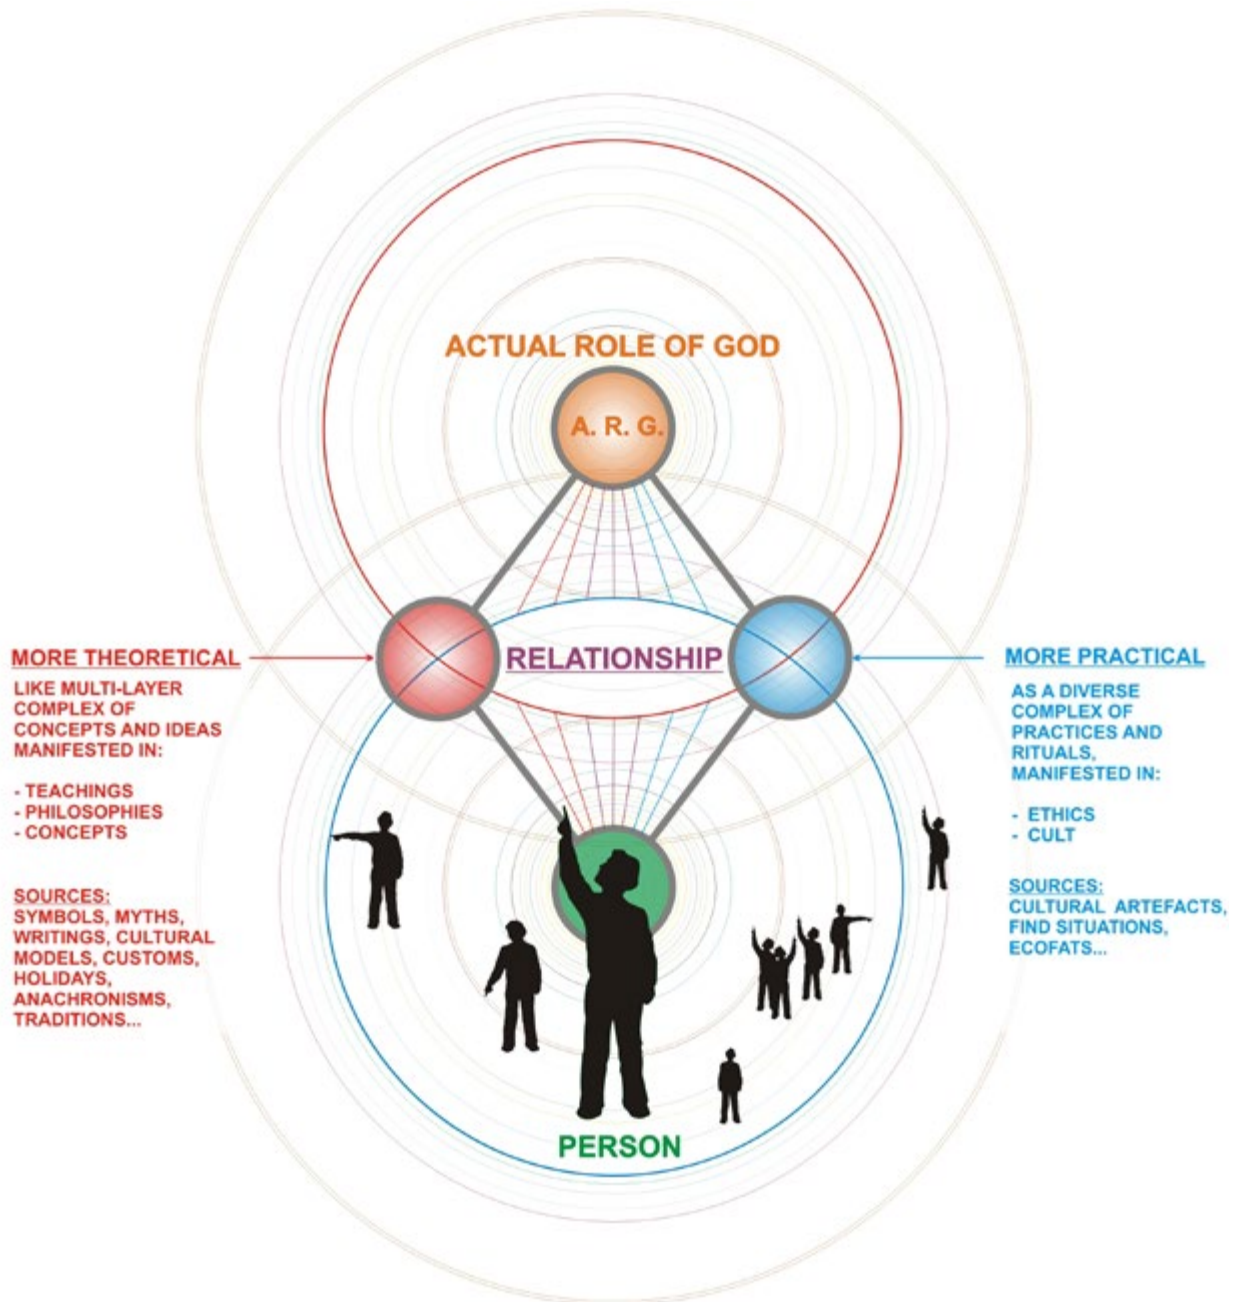 ACTUAL ROLE OF GOD
A. R. G.
RELATIONSHIP
MORE THEORETICAL
LIKE MULTI-LAYER
COMPLEX OF
CONCEPTS AND IDEAS
MANIFESTED IN:
- TEACHINGS
- PHILOSOPHIES
- CONCEPTS
SOURCES:
SYMBOLS, MYTHS,
WRITINGS, CULTURAL
MODELS, CUSTOMS,
HOLIDAYS,
ANACHRONISMS,
TRADITIONS...
MORE PRACTICAL
AS A DIVERSE
COMPLEX OF
PRACTICES AND
RITUALS,
MANIFESTED IN:
- ETHICS
- CULT
SOURCES:
CULTURAL ARTEFACTS,
FIND SITUATIONS,
ECOFATS...
PERSON